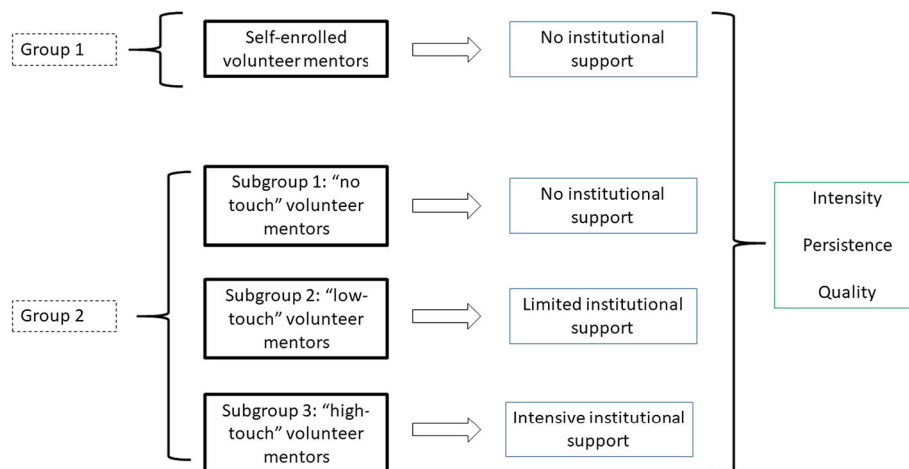 Group 1
Self-enrolled
volunteer mentors
No institutional
support
Group 2
Subgroup 1: “no
touch” volunteer
mentors
No institutional
support
Subgroup 2: “low-
touch” volunteer
mentors
Limited institutional
support
Subgroup 3: “high-
touch” volunteer
mentors
Intensive institutional
support
Intensity
Persistence
Quality